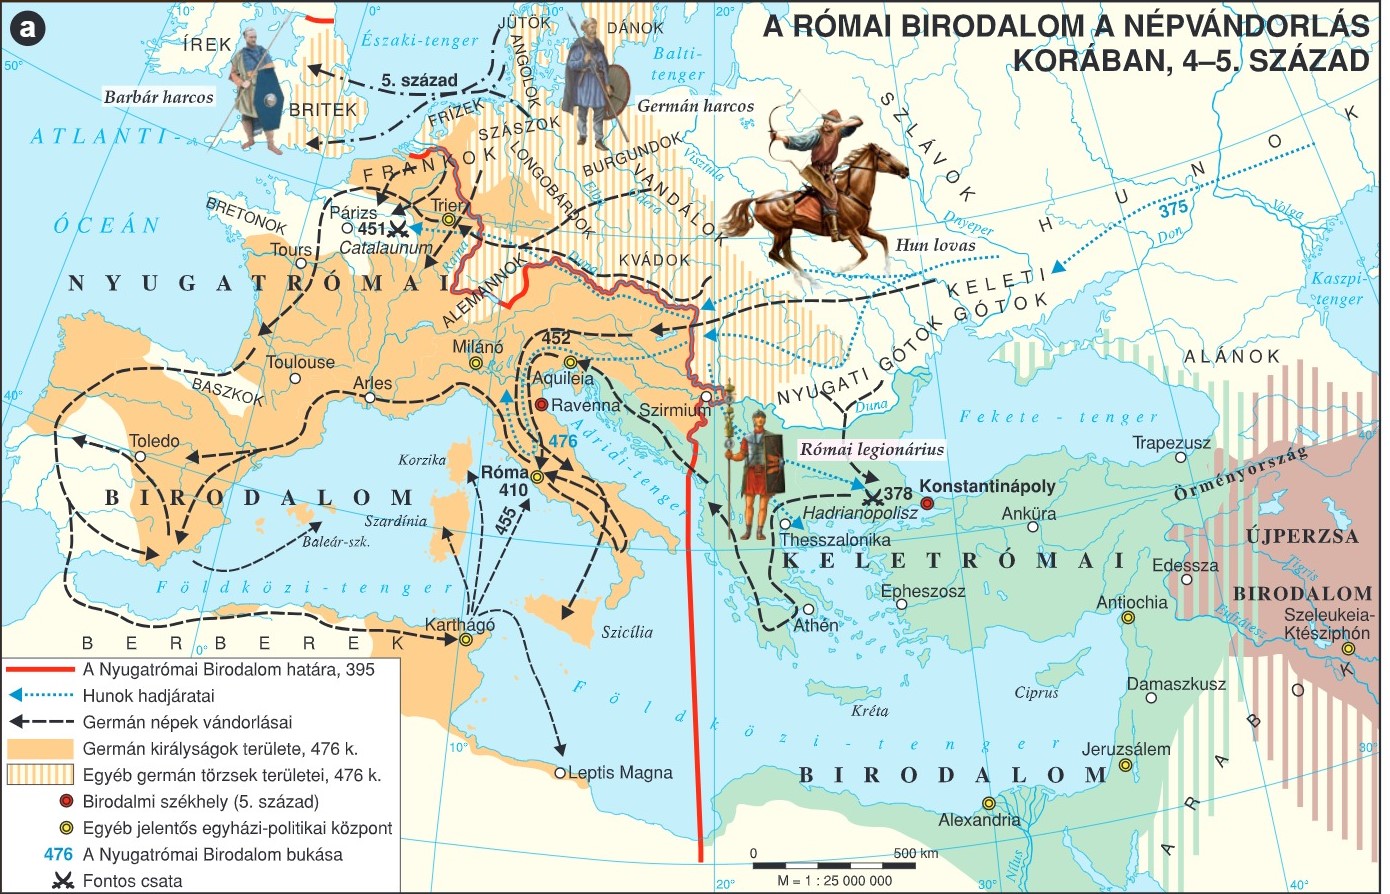 a
A RÓMAI BIRODALOM A NÉPVÁNDORLÁS
KORÁBAN, 4–5. SZÁZAD
0°
10°
20°
50°
ÍREK
Északi-tenger
JÜTÖK
ANGOLOK
DÁNOK
Balti-
tenger
Barbár harcos
BRITEK
5. század
Germán harcos
FRÍZEK
SZÁSZOK
LONGOBÁRDOK
BURGUNDOK
VANDÁLOK
Visztula
Elba
Odera
SZLÁVOK
HUNOK
375
Volga
Don
Dnyeper
Hun lovas
Kaszpi-
tenger
ATLANTI-
ÓCEÁN
FRANKOK
BRETONOK
Párizs
451
Catalaunum
Trier
Rajna
Duna
KVÁDOK
ALEMANNOK
Tours
KELETI
GÓTOK
NYUGATI GÓTOK
ALÁNOK
NYUGATRÓMAI
BIRODALOM
Milánó
452
Aquileia
Toulouse
BASZKOK
Arles
Ravenna
Szirmium
Duna
Fekete-tenger
40°
40°
Toledo
Korzika
476
Adriai-tenger
Római legionárius
Trapezusz
Örményország
Róma
410
455
Szardínia
Baleár-szk.
378
Konstantinápoly
Hadrianopolisz
Anküra
Thesszalonika
ÚJPERZSA
BIRODALOM
KELETRÓMAI
BIRODALOM
Edessza
Tigris
Eufrátesz
Földközi-tenger
Epheszosz
Antiochia
Szeleukeia-
Ktésziphón
Athén
Karthágó
Szicília
BERBEREK
0°
Ciprus
Damaszkusz
Kréta
ARABOK
Földközi-tenger
Jeruzsálem
30°
10°
Leptis Magna
Alexandria
Nílus
A Nyugatrómai Birodalom határa, 395
Hunok hadjáratai
Germán népek vándorlásai
Germán királyságok területe, 476 k.
Egyéb germán törzsek területei, 476 k.
Birodalmi székhely (5. század)
Egyéb jelentős egyházi-politikai központ
476 A Nyugatrómai Birodalom bukása
Fontos csata
0 500 km
M = 1 : 25 000 000
20°
30°
40°